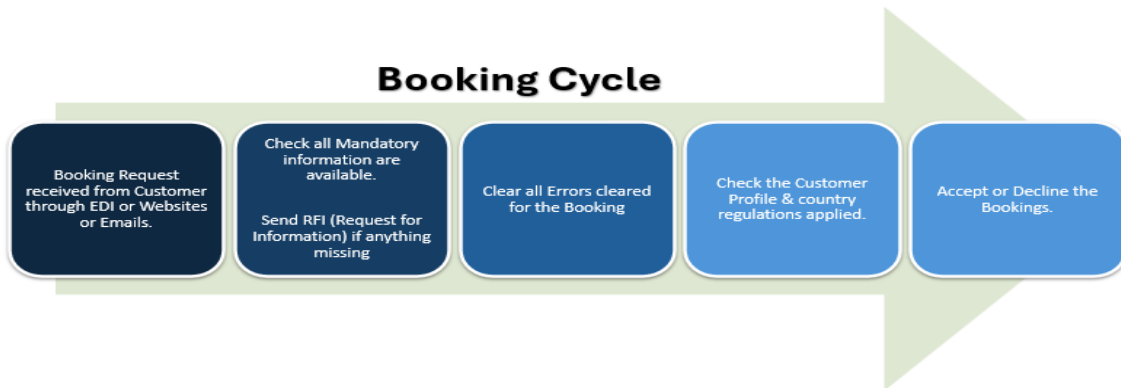 Booking Cycle
Booking Request
received from Customer
through EDI or Websites
or Emails.
Check all Mandatory
information are
available.
Send RFI (Request for
Information) if anything
missing
Clear all Errors cleared
for the Booking
Check the Customer
Profile & country
regulations applied.
Accept or Decline the
Bookings.